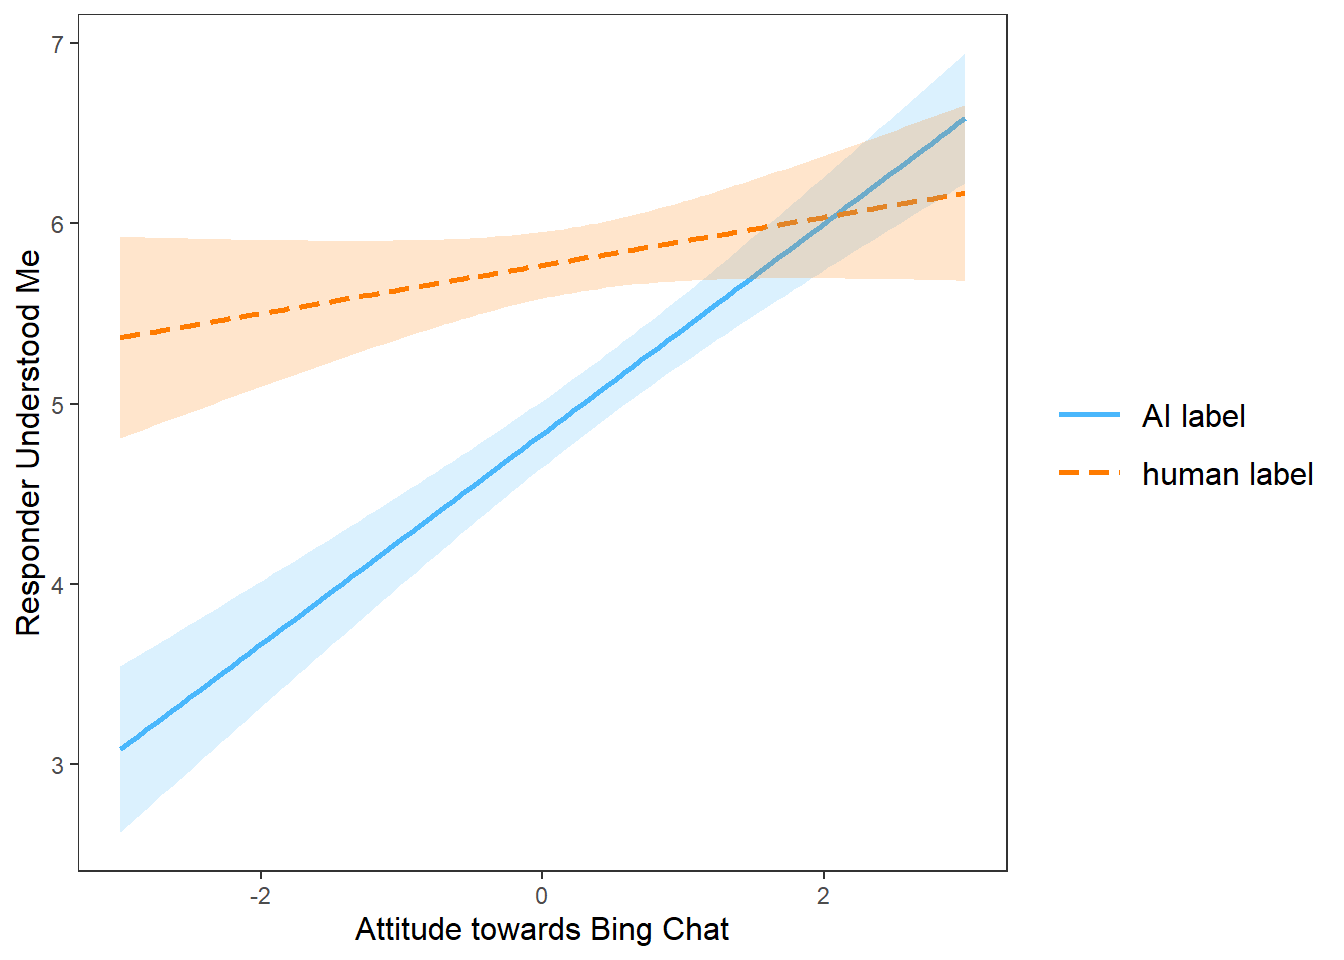 7
6
5
4
3
Responder Understood Me
-2 0 2
Attitude towards Bing Chat
AI label
human label